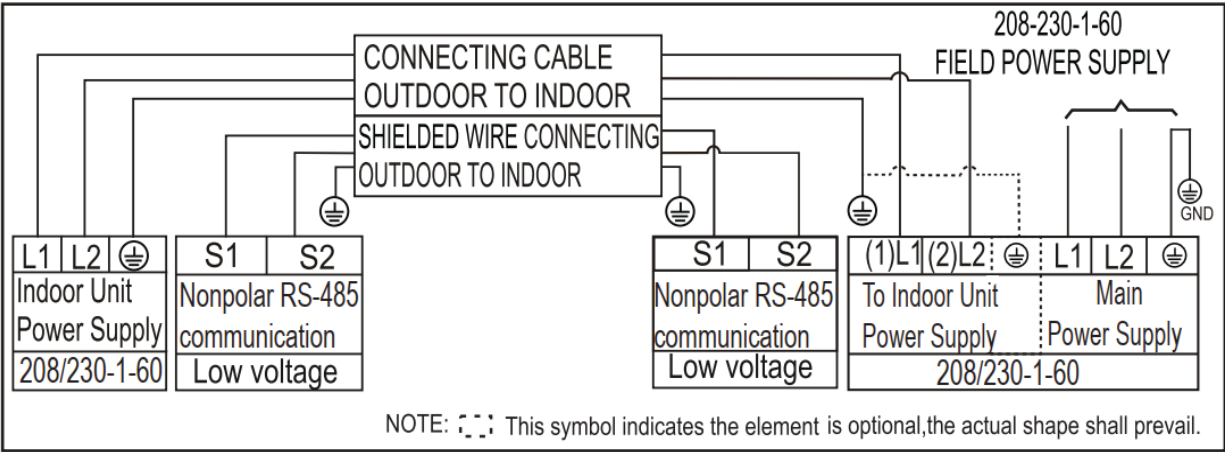 208-230-1-60
FIELD POWER SUPPLY
CONNECTING CABLE
OUTDOOR TO INDOOR
SHIELDED WIRE CONNECTING
OUTDOOR TO INDOOR
GND
L1 L2
Indoor Unit
Power Supply
208/230-1-60
S1 S2
Nonpolar RS-485
communication
Low voltage
S1 S2
Nonpolar RS-485
communication
Low voltage
(1)L1 (2)L2
To Indoor Unit
Power Supply
L1 L2
Main
Power Supply
208/230-1-60
NOTE: This symbol indicates the element is optional,the actual shape shall prevail.